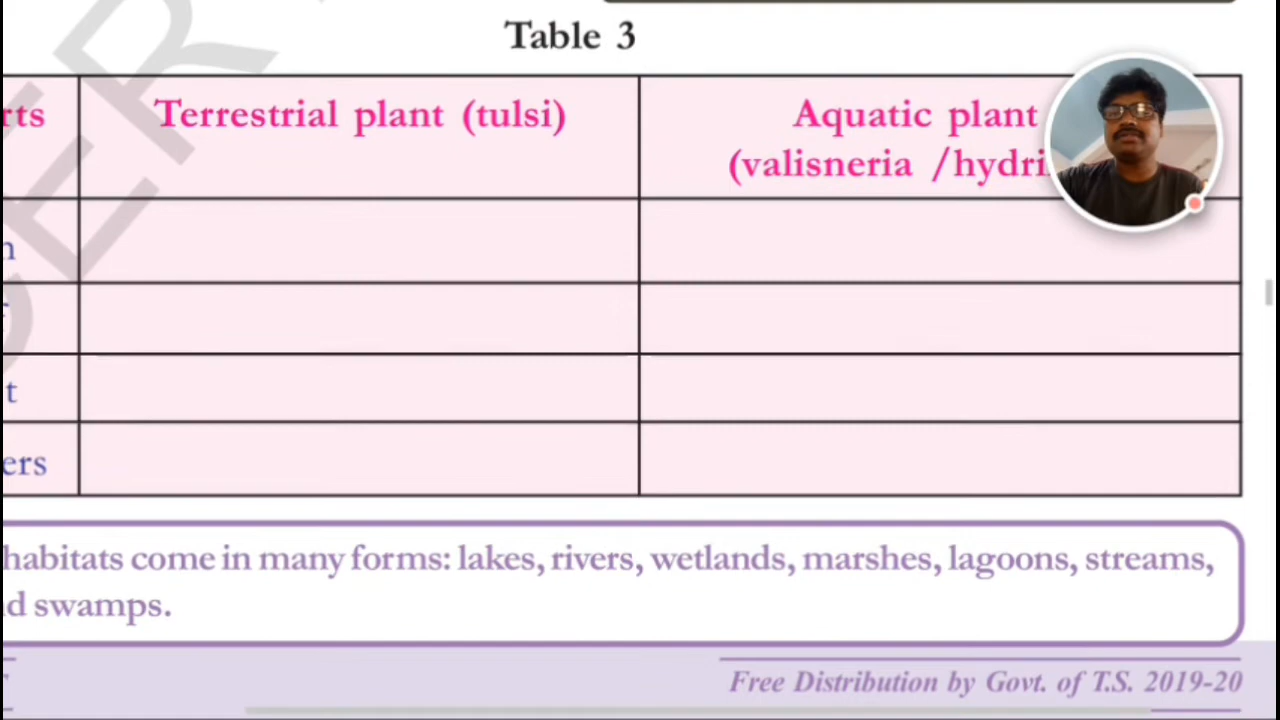 Table 3
rts Terrestrial plant (tulsi) Aquatic plant
(valisneria /hydri
t
ers
habitats come in many forms: lakes, rivers, wetlands, marshes, lagoons, streams,
d swamps.
Free Distribution by Govt. of T.S. 2019-20